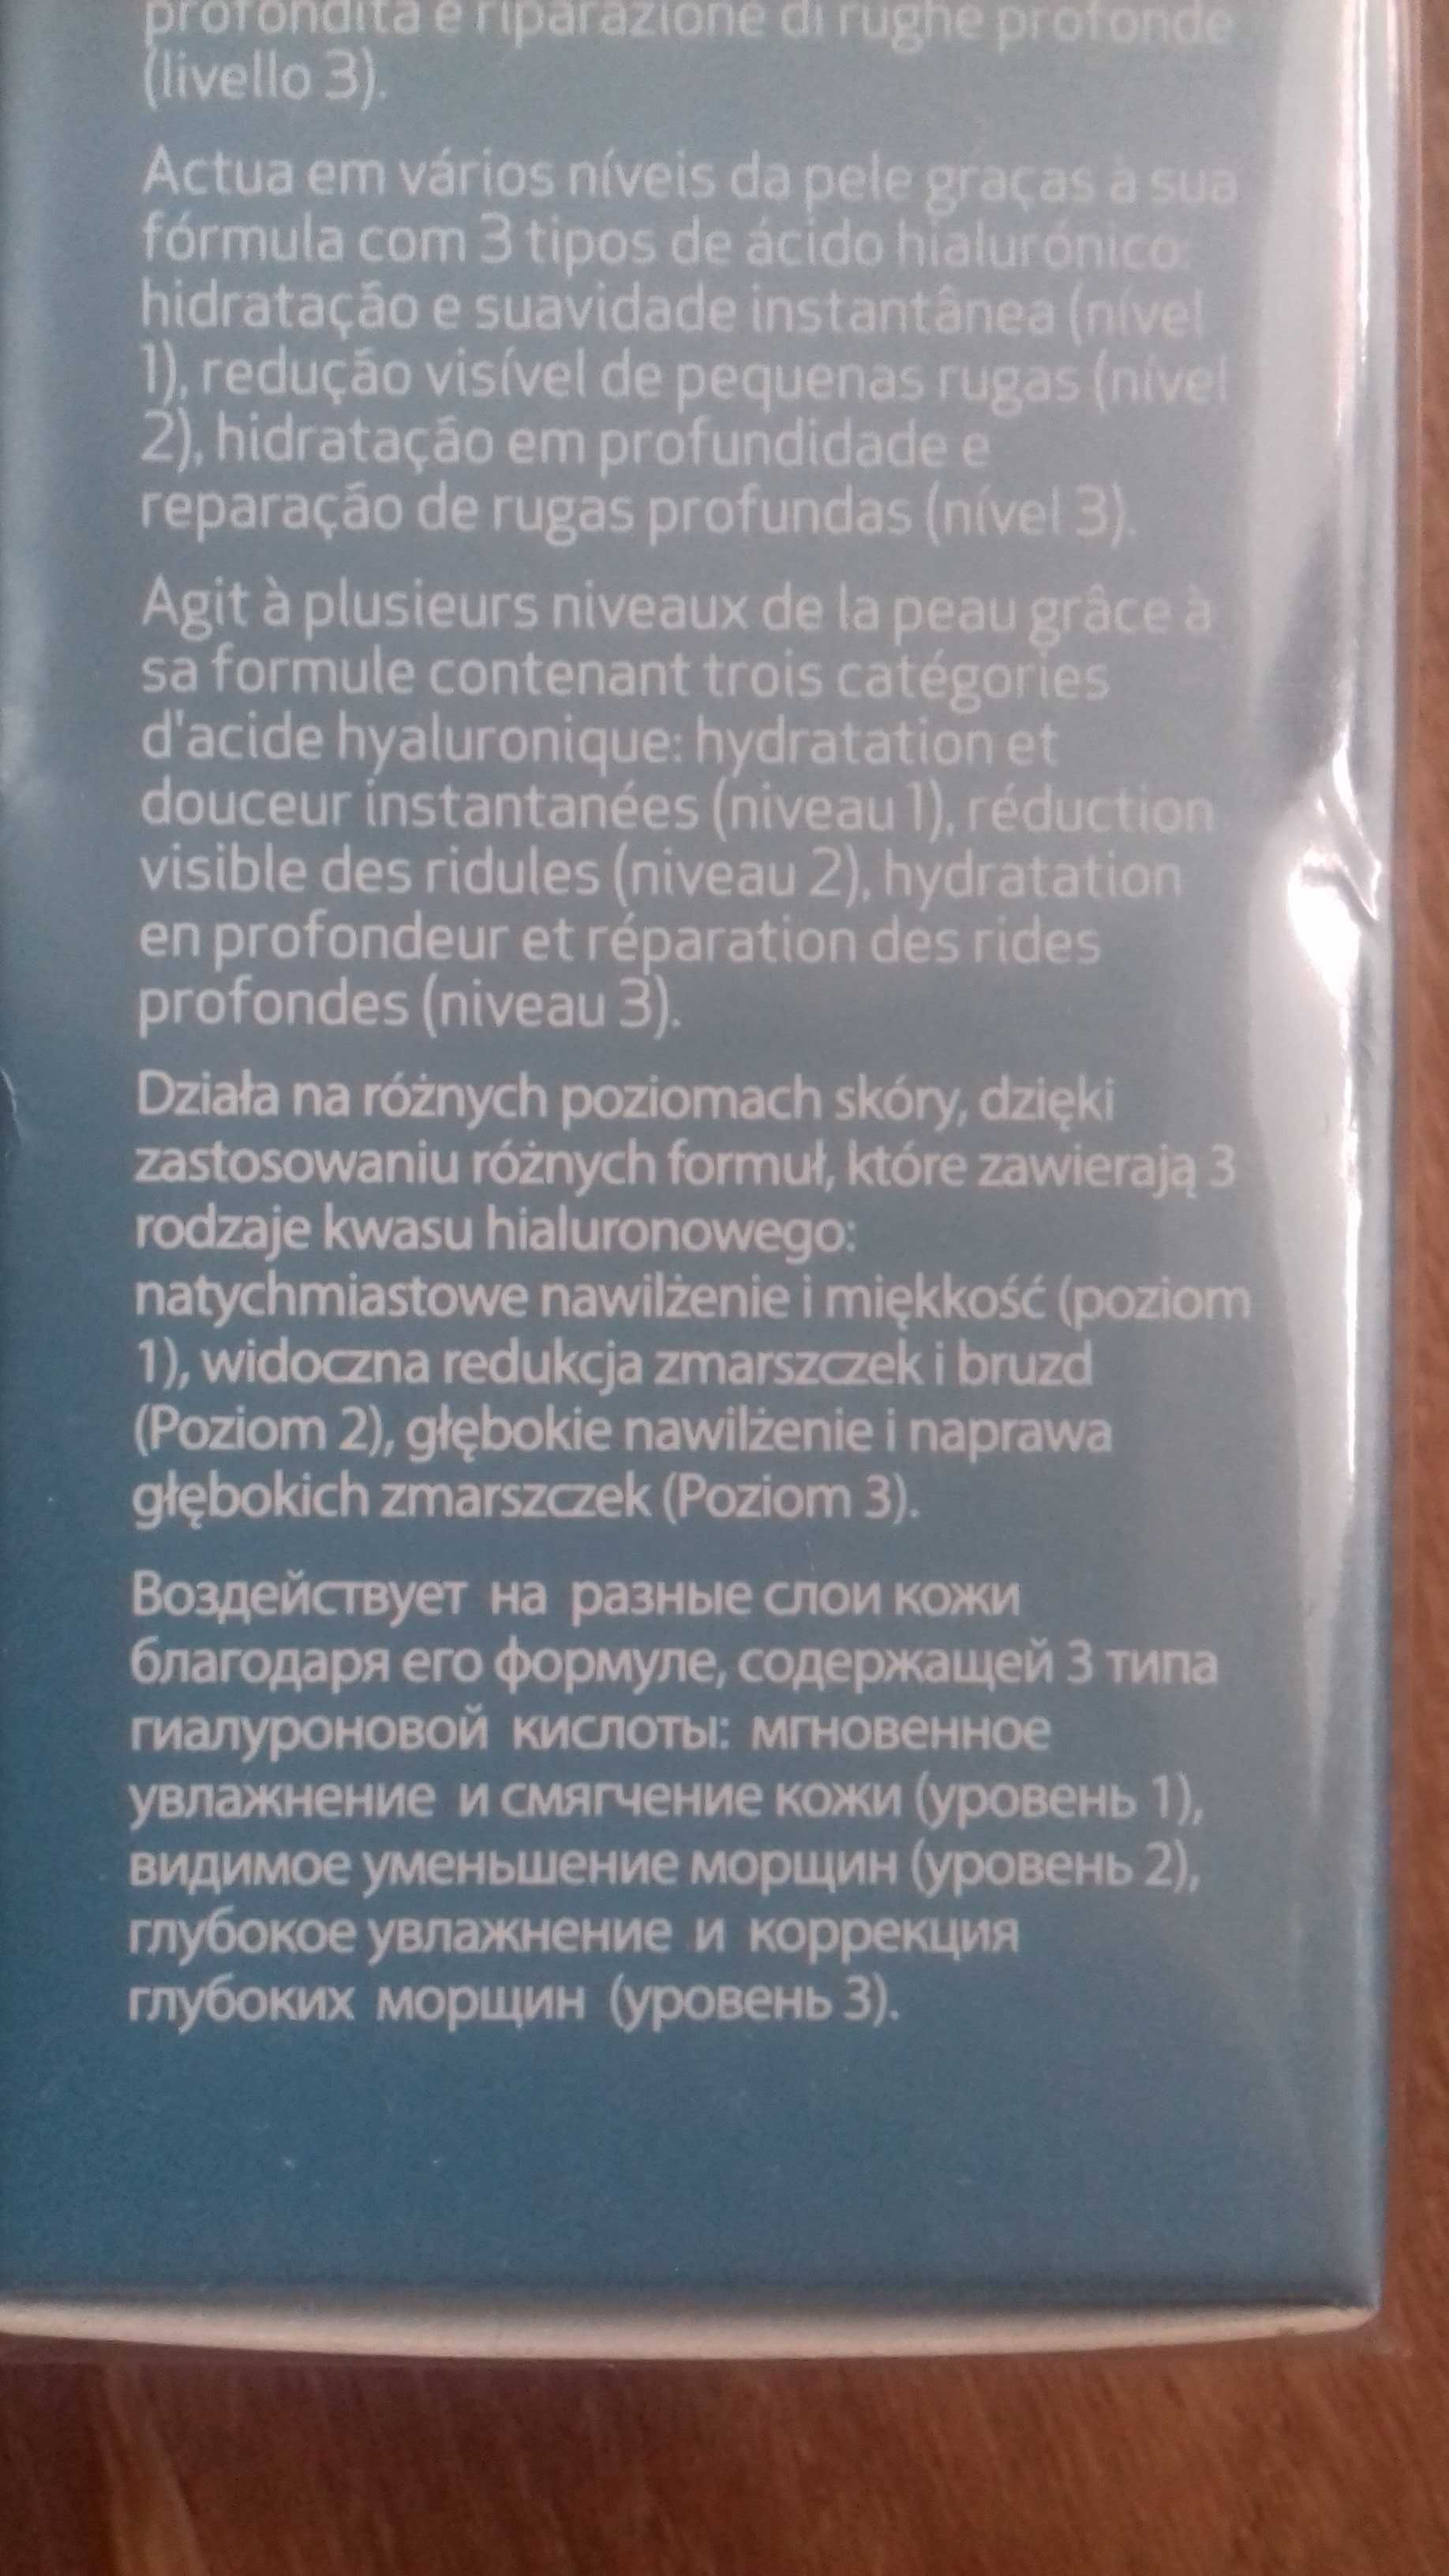 profondità e riparazione di rughe profonde
(livello 3).
Actua em vários níveis da pele graças à sua
fórmula com 3 tipos de ácido hialurónico:
hidratação e suavidade instantânea (nível
1), redução visível de pequenas rugas (nível
2), hidratação em profundidade e
reparação de rugas profundas (nível 3).
Agit à plusieurs niveaux de la peau grâce à
sa formule contenant trois catégories
d'acide hyaluronique: hydratation et
douceur instantanées (niveau 1), réduction
visible des ridules (niveau 2), hydratation
en profondeur et réparation des rides
profondes (niveau 3).
Działa na różnych poziomach skóry, dzięki
zastosowaniu różnych formuł, które zawierają 3
rodzaje kwasu hialuronowego:
natychmiastowe nawilżenie i miękkość (poziom
1), widoczna redukcja zmarszczek i bruzd
(Poziom 2), głębokie nawilżenie i naprawa
głębokich zmarszczek (Poziom 3).
Воздействует на разные слои кожи
благодаря его формуле, содержащей 3 типа
гиалуроновой кислоты: мгновенное
увлажнение и смягчение кожи (уровень 1),
видимое уменьшение морщин (уровень 2),
глубокое увлажнение и коррекция
глубоких морщин (уровень 3).